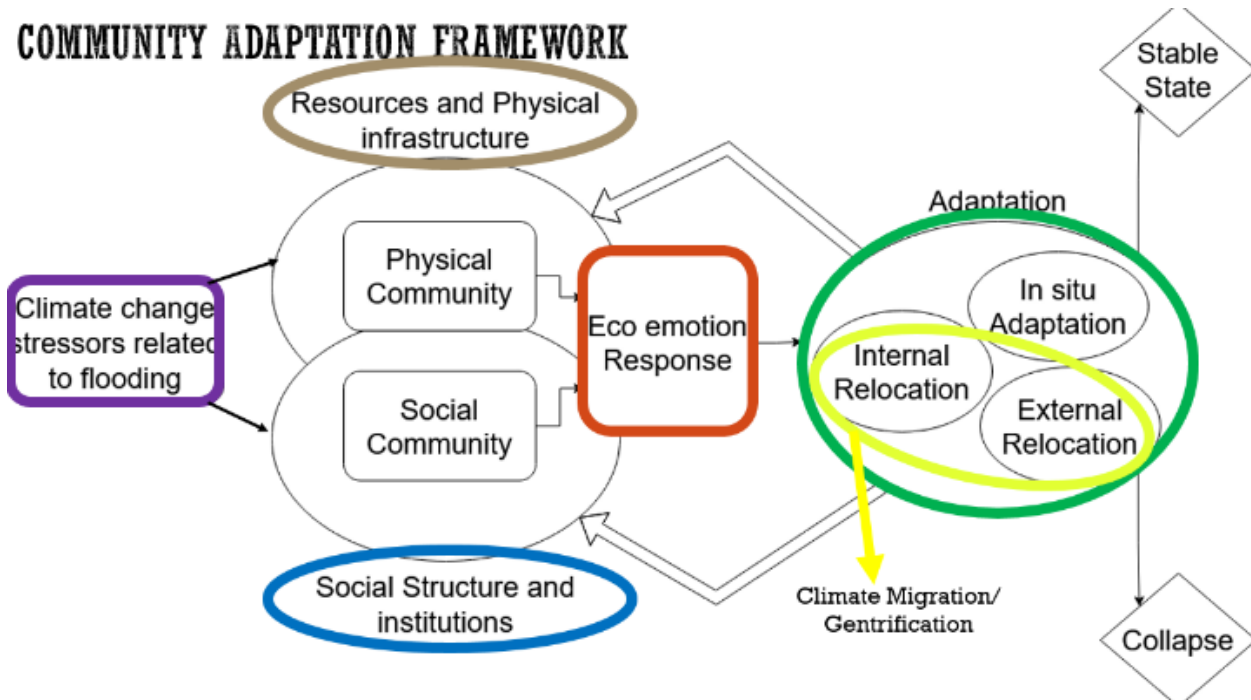 COMMUNITY ADAPTATION FRAMEWORK
Resources and Physical
infrastructure
Physical
Community
Climate change
stressors related
to flooding
Social
Community
Social Structure and
institutions
Eco emotion
Response
Adaptation
In situ
Adaptation
Internal
Relocation
External
Relocation
Climate Migration/
Gentrification
Stable
State
Collapse